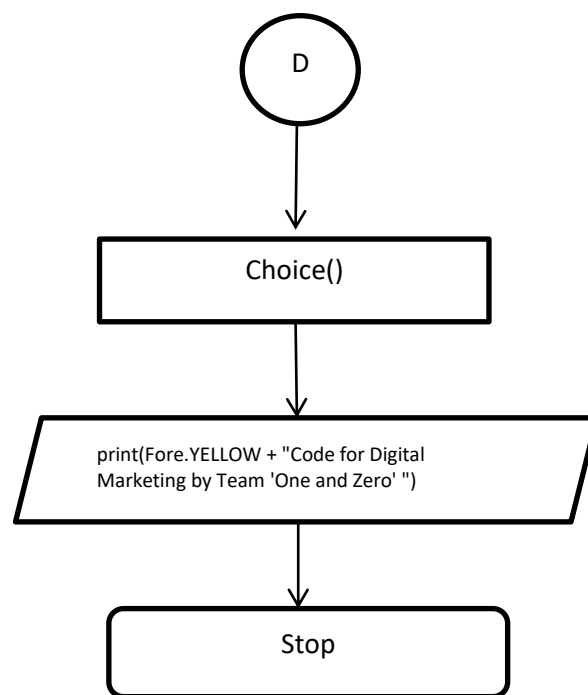 D
Choice()
print(Fore.YELLOW + "Code for Digital
Marketing by Team 'One and Zero' ")
Stop